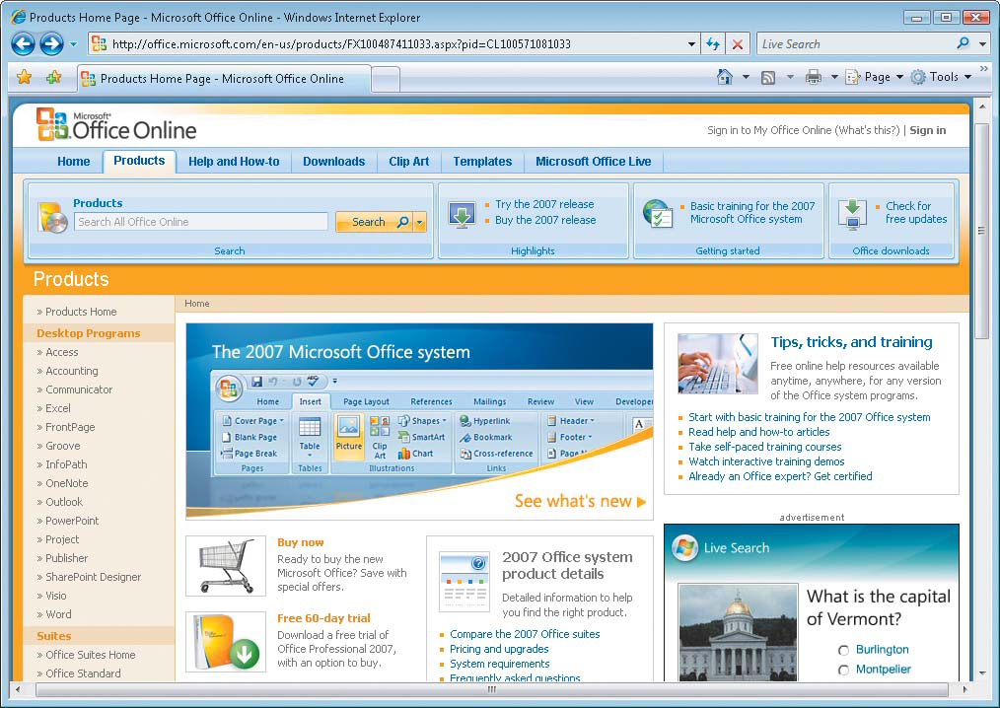 Products Home Page - Microsoft Office Online - Windows Internet Explorer
http://office.microsoft.com/en-us/products/FX100487411033.aspx?pid=CL100571081033
Live Search
Products Home Page - Microsoft Office Online
Page
Tools
Microsoft®
Office Online
Sign in to My Office Online (What's this?) | Sign in
Home
Products
Help and How-to
Downloads
Clip Art
Templates
Microsoft Office Live
Products
Search All Office Online
Search
Search
Try the 2007 release
Buy the 2007 release
Highlights
Basic training for the 2007
Microsoft Office system
Getting started
Check for
free updates
Office downloads
Products
» Products Home
Desktop Programs
» Access
» Accounting
» Communicator
» Excel
» FrontPage
» Groove
» InfoPath
» OneNote
» Outlook
» PowerPoint
» Project
» Publisher
» SharePoint Designer
» Visio
» Word
Suites
» Office Suites Home
» Office Standard
Home
The 2007 Microsoft Office system
Home
Insert
Page Layout
References
Mailings
Review
View
Developer
Cover Page
Blank Page
Page Break
Pages
Table
Tables
Picture
Clip
Art
Shapes
SmartArt
Chart
Illustrations
Hyperlink
Bookmark
Cross-reference
Links
Header
Footer
A
See what's new
Buy now
Ready to buy the new
Microsoft Office? Save with
special offers.
Free 60-day trial
Download a free trial of
Office Professional 2007,
with an option to buy.
2007 Office system
product details
Detailed information to help
you find the right product.
Compare the 2007 Office suites
Pricing and upgrades
System requirements
Frequently asked questions
Tips, tricks, and training
Free online help resources available
anytime, anywhere, for any version
of the Office system programs.
Start with basic training for the 2007 Office system
Read help and how-to articles
Take self-paced training courses
Watch interactive training demos
Already an Office expert? Get certified
advertisement
Live Search
What is the capital
of Vermont?
Burlington
Montpelier